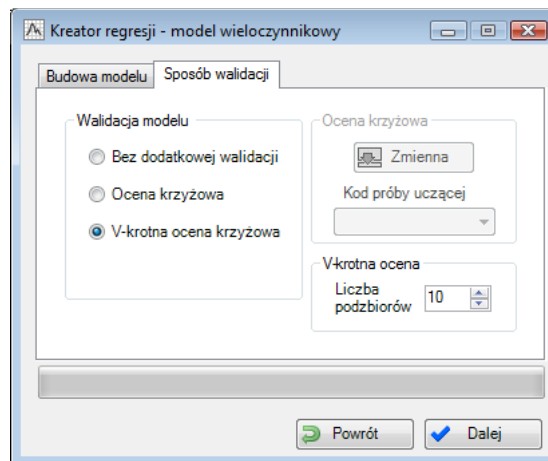 Kreator regresji - model wieloczynnikowy
Budowa modelu
Sposób walidacji
Walidacja modelu
Bez dodatkowej walidacji
Ocena krzyżowa
V-krotna ocena krzyżowa
Ocena krzyżowa
Zmienna
Kod próby uczącej
V-krotna ocena
Liczba
podzbiorów
10
Powrót
Dalej